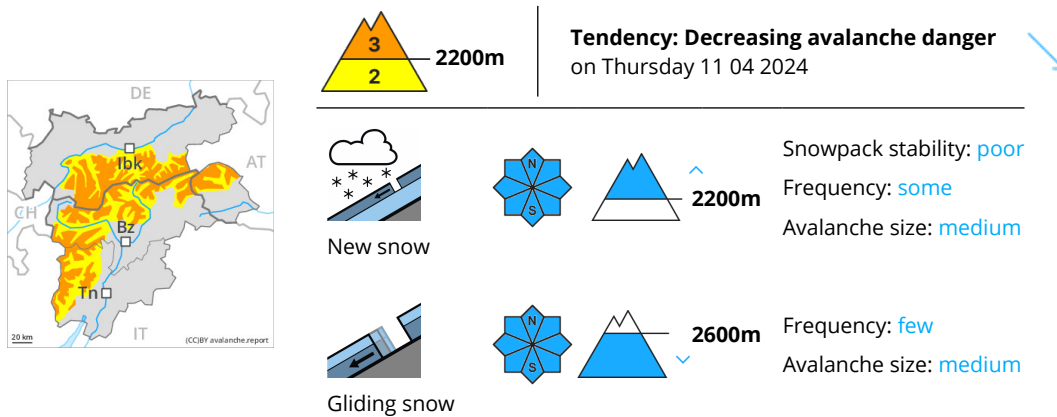 3
2
2200m
Tendency: Decreasing avalanche danger
on Thursday 11 04 2024
DE
Ibk
AT
CH
Bz
Tn
IT
20 km
(CC)BY avalanche.report
N
S
2200m
New snow
Snowpack stability: poor
Frequency: some
Avalanche size: medium
N
S
2600m
Gliding snow
Frequency: few
Avalanche size: medium